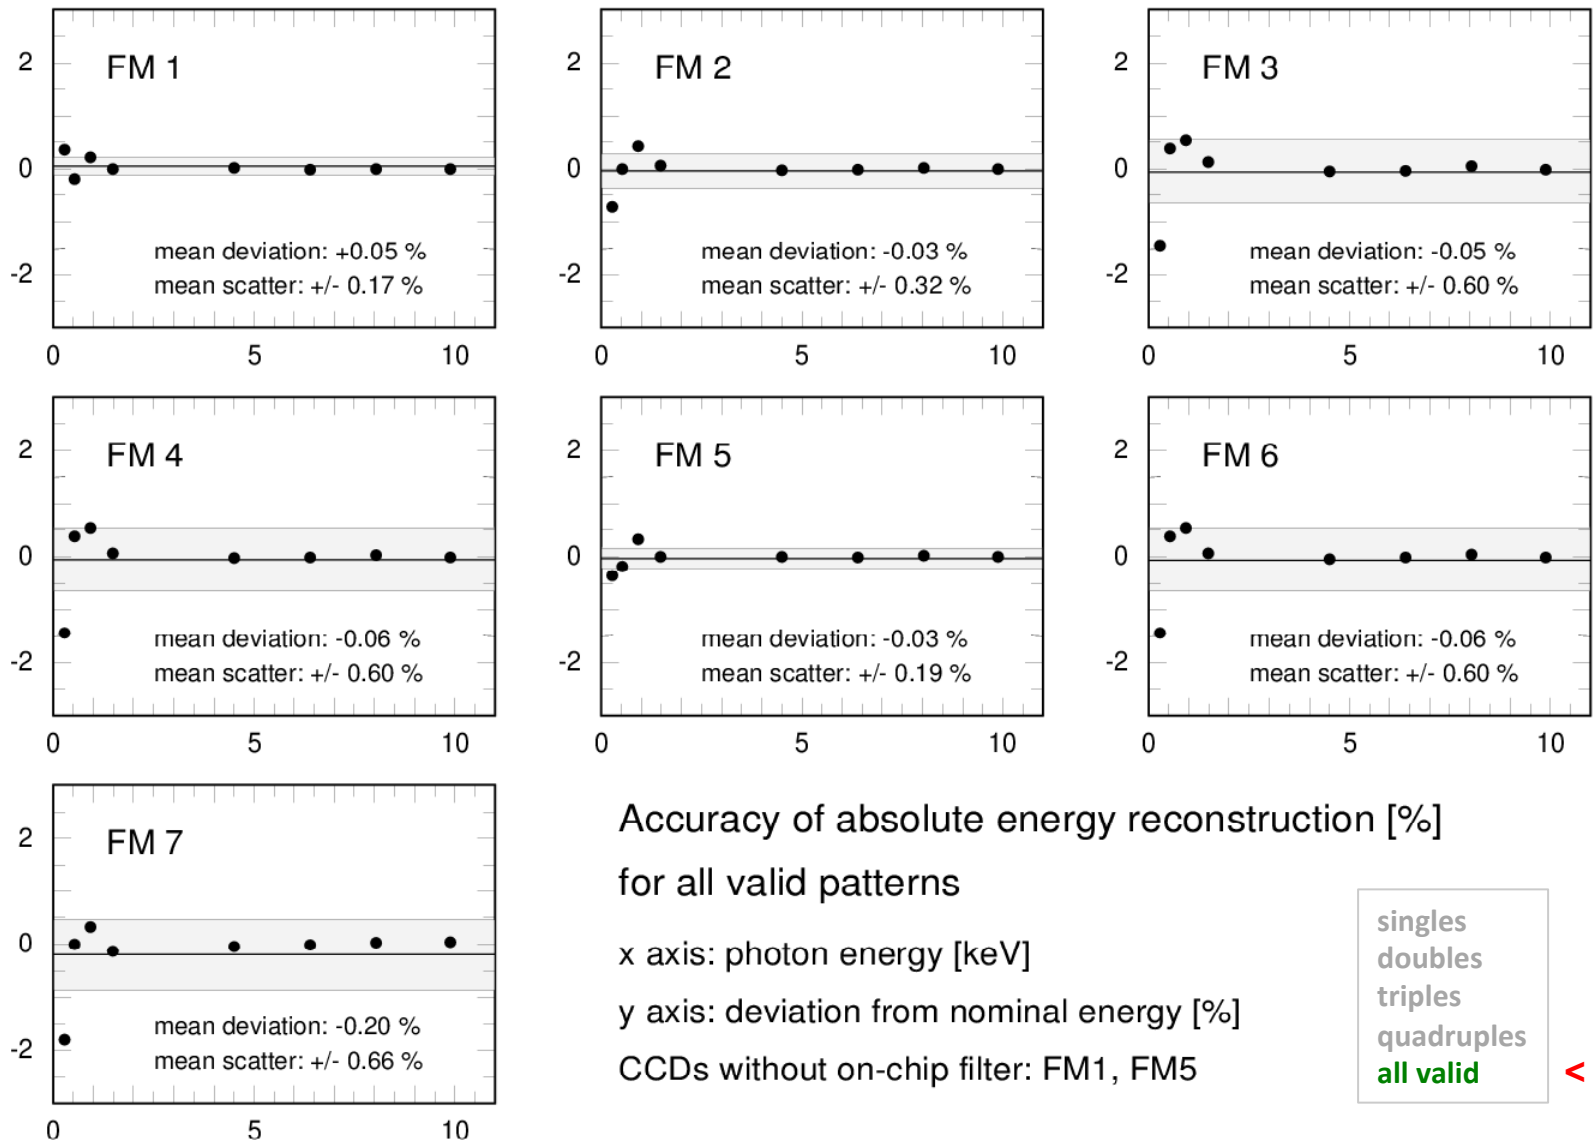 FM 1
2
0
-2
mean deviation: +0.05 %
mean scatter: +/- 0.17 %
0 5 10
FM 2
2
0
-2
mean deviation: -0.03 %
mean scatter: +/- 0.32 %
0 5 10
FM 3
2
0
-2
mean deviation: -0.05 %
mean scatter: +/- 0.60 %
0 5 10
FM 4
2
0
-2
mean deviation: -0.06 %
mean scatter: +/- 0.60 %
0 5 10
FM 5
2
0
-2
mean deviation: -0.03 %
mean scatter: +/- 0.19 %
0 5 10
FM 6
2
0
-2
mean deviation: -0.06 %
mean scatter: +/- 0.60 %
0 5 10
FM 7
2
0
-2
mean deviation: -0.20 %
mean scatter: +/- 0.66 %
0 5 10
Accuracy of absolute energy reconstruction [%]
for all valid patterns
x axis: photon energy [keV]
y axis: deviation from nominal energy [%]
CCDs without on-chip filter: FM1, FM5
singles
doubles
triples
quadruples
all valid <